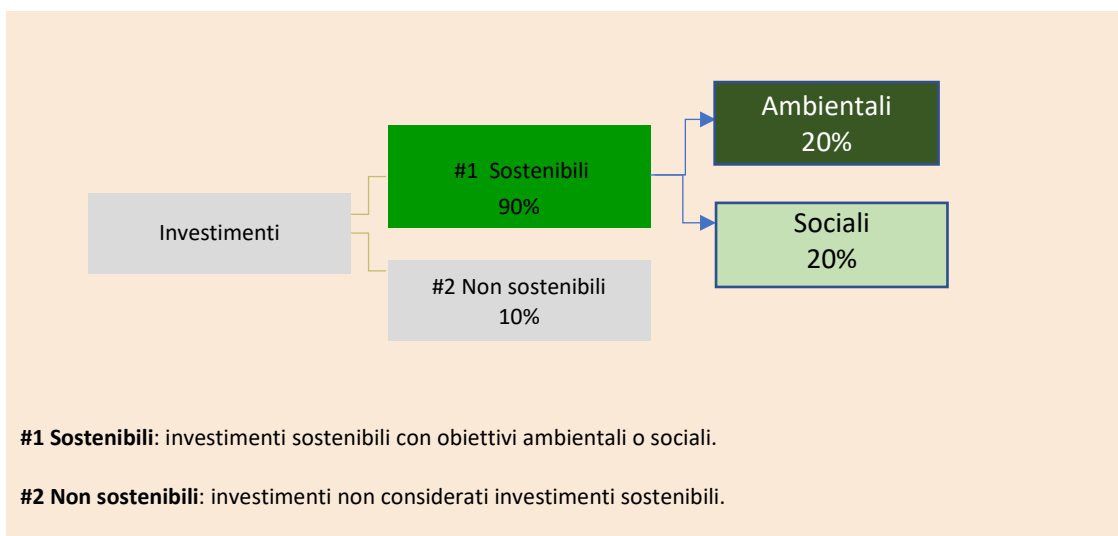 Ambientali
20%
#1 Sostenibili
90%
Investimenti
Sociali
20%
#2 Non sostenibili
10%
#1 Sostenibili: investimenti sostenibili con obiettivi ambientali o sociali.
#2 Non sostenibili: investimenti non considerati investimenti sostenibili.